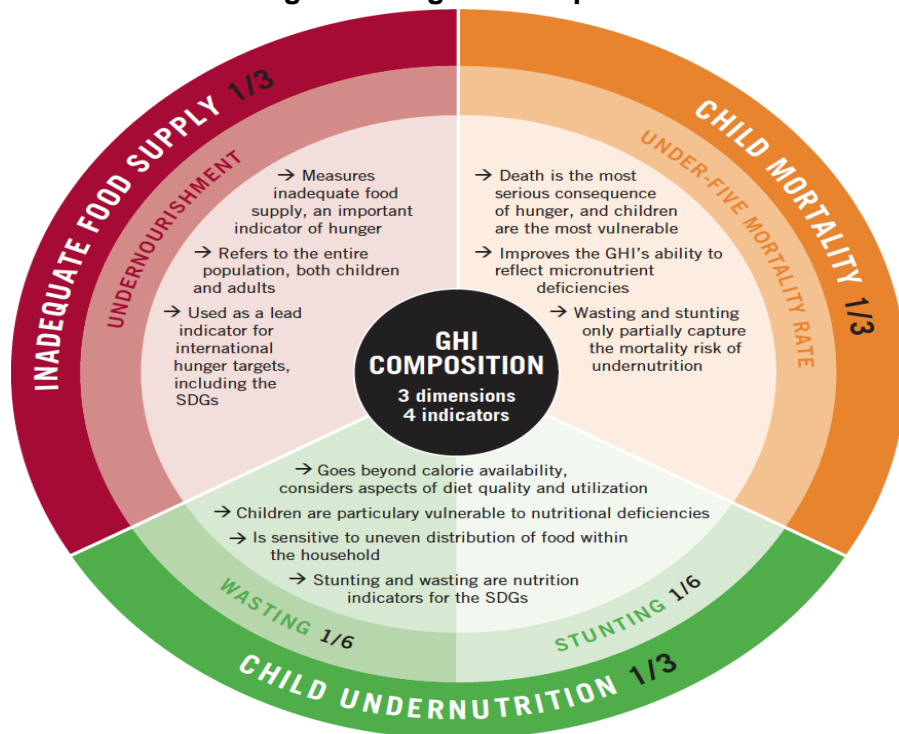 INADEQUATE FOOD SUPPLY 1/3
UNDERNOURISHMENT
→ Measures
inadequate food
supply, an important
indicator of hunger
→ Refers to the entire
population, both children
and adults
→ Used as a lead
indicator for
international
hunger targets,
including the
SDGs
CHILD MORTALITY 1/3
UNDER-FIVE MORTALITY RATE
→ Death is the most
serious consequence
of hunger, and children
are the most vulnerable
→ Improves the GHI's ability to
reflect micronutrient
deficiencies
→ Wasting and stunting
only partially capture
the mortality risk of
undernutrition
GHI
COMPOSITION
3 dimensions
4 indicators
→ Goes beyond calorie availability,
considers aspects of diet quality and utilization
→ Children are particulary vulnerable to nutritional deficiencies
→ Is sensitive to uneven distribution of food within
the household
→ Stunting and wasting are nutrition
indicators for the SDGs
WASTING 1/6
STUNTING 1/6
CHILD UNDERNUTRITION 1/3